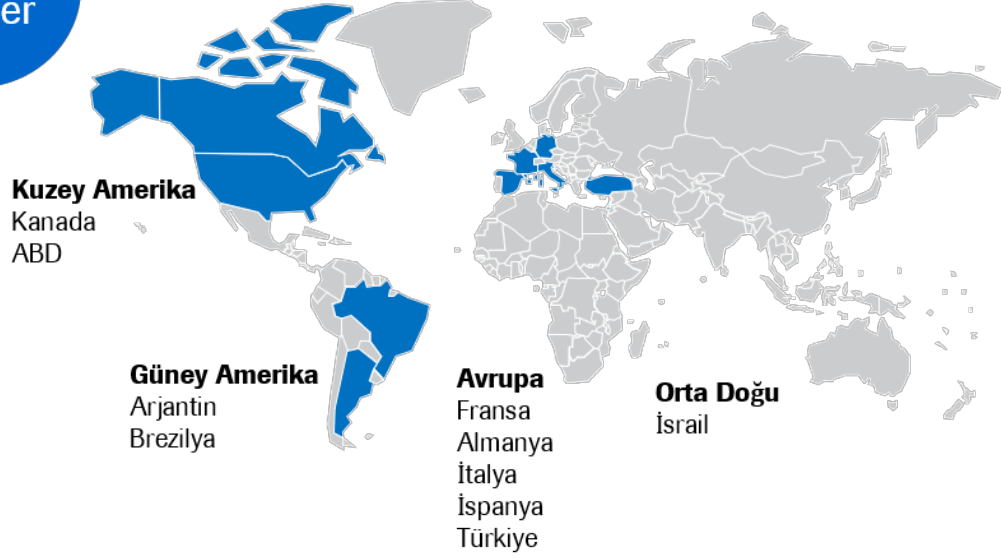 er
Kuzey Amerika
Kanada
ABD
Güney Amerika
Arjantin
Brezilya
Avrupa
Fransa
Almanya
İtalya
İspanya
Türkiye
Orta Doğu
İsrail